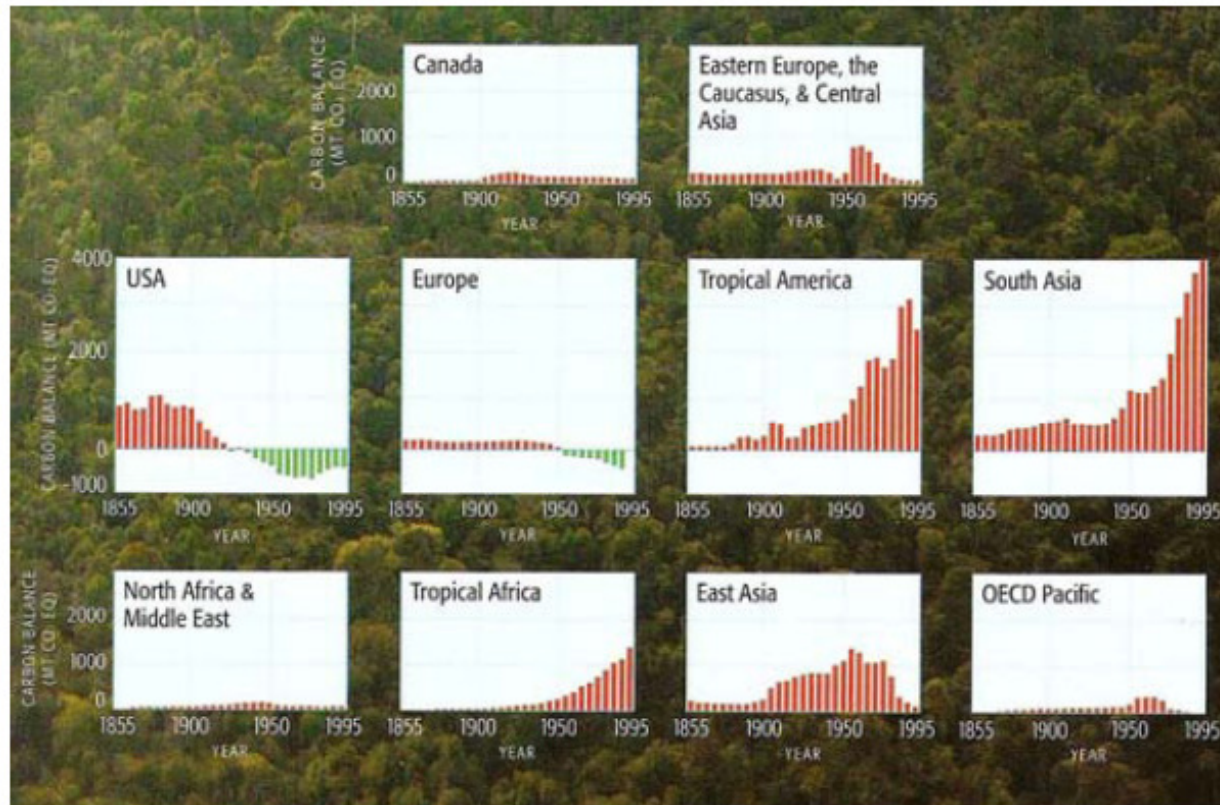 CARBON BALANCE
(MT CO. EQ)
Canada
2000
1000
0
1855
1900
1950
1995
YEAR
Eastern Europe, the
Caucasus, & Central
Asia
1855
1900
1950
1995
YEAR
CARBON BALANCE (MT CO. EQ)
4000
2000
0
-1000
USA
1855
1900
1950
1995
YEAR
Europe
1855
1900
1950
1995
YEAR
Tropical America
1855
1900
1950
1995
YEAR
South Asia
1855
1900
1950
1995
YEAR
CARBON BALANCE
(MT CO. EQ)
2000
1000
0
North Africa &
Middle East
1855
1900
1950
1995
YEAR
Tropical Africa
1855
1900
1950
1995
YEAR
East Asia
1855
1900
1950
1995
YEAR
OECD Pacific
1855
1900
1950
1995
YEAR